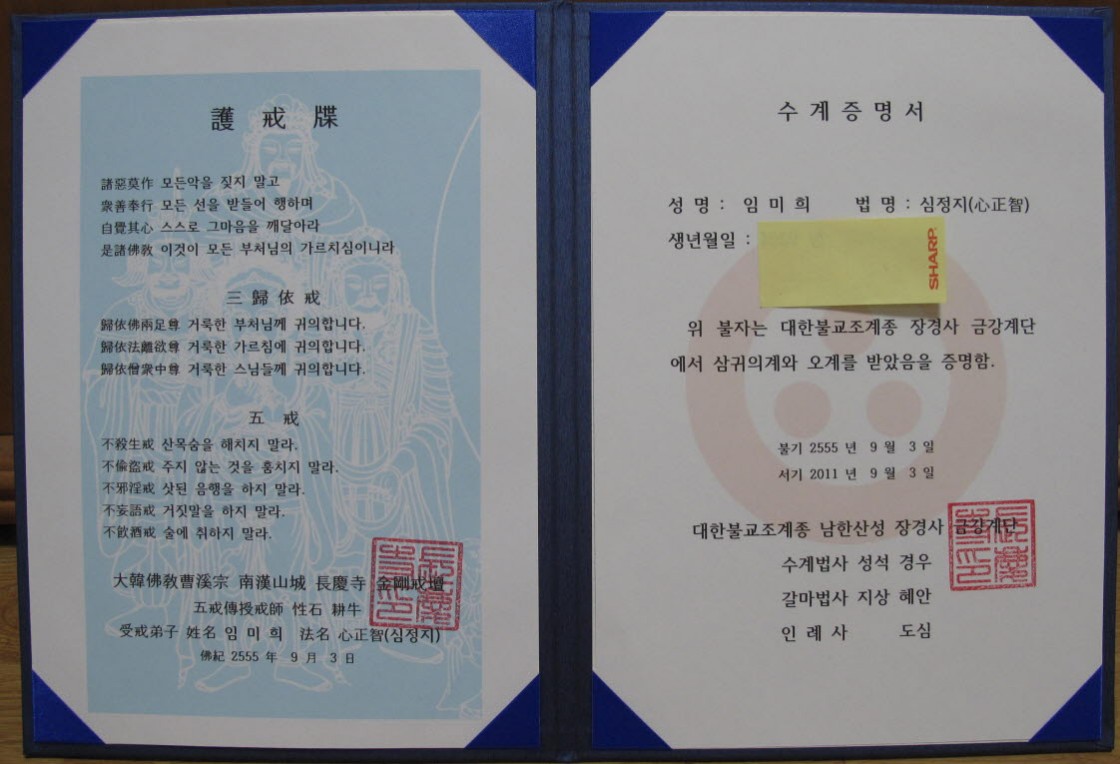 護 戒 牒
諸惡莫作 모든악을 짖지 말고
衆善奉行 모든 선을 받들어 행하며
自覺其心 스스로 그마음을 깨달아라
是諸佛敎 이것이 모든 부처님의 가르치심이니라
三 歸 依 戒
歸依佛兩足尊 거룩한 부처님께 귀의합니다.
歸依法離欲尊 거룩한 가르침에 귀의합니다.
歸依僧衆中尊 거룩한 스님들께 귀의합니다.
五 戒
不殺生戒 산목숨을 해치지 말라.
不偸盜戒 주지 않는 것을 훔치지 말라.
不邪淫戒 삿된 음행을 하지 말라.
不妄語戒 거짓말을 하지 말라.
不飮酒戒 술에 취하지 말라.
大韓佛敎曹溪宗 南漢山城 長慶寺 金剛戒壇
五戒傳授戒師 性石 耕牛
受戒弟子 姓名 임 미 희 法名 心正智(심정지)
佛紀 2555 年 9 月 3 日
수 계 증 명 서
성 명 : 임 미 희 법 명 : 심정지(心正智)
생년월일 :
SHARP
위 불자는 대한불교조계종 장경사 금강계단
에서 삼귀의계와 오계를 받았음을 증명함.
불기 2555 년 9 월 3 일
서기 2011 년 9 월 3 일
대한불교조계종 남한산성 장경사 금강계단
수계법사 성석 경우
갈마법사 지상 혜안
인 례 사 도심